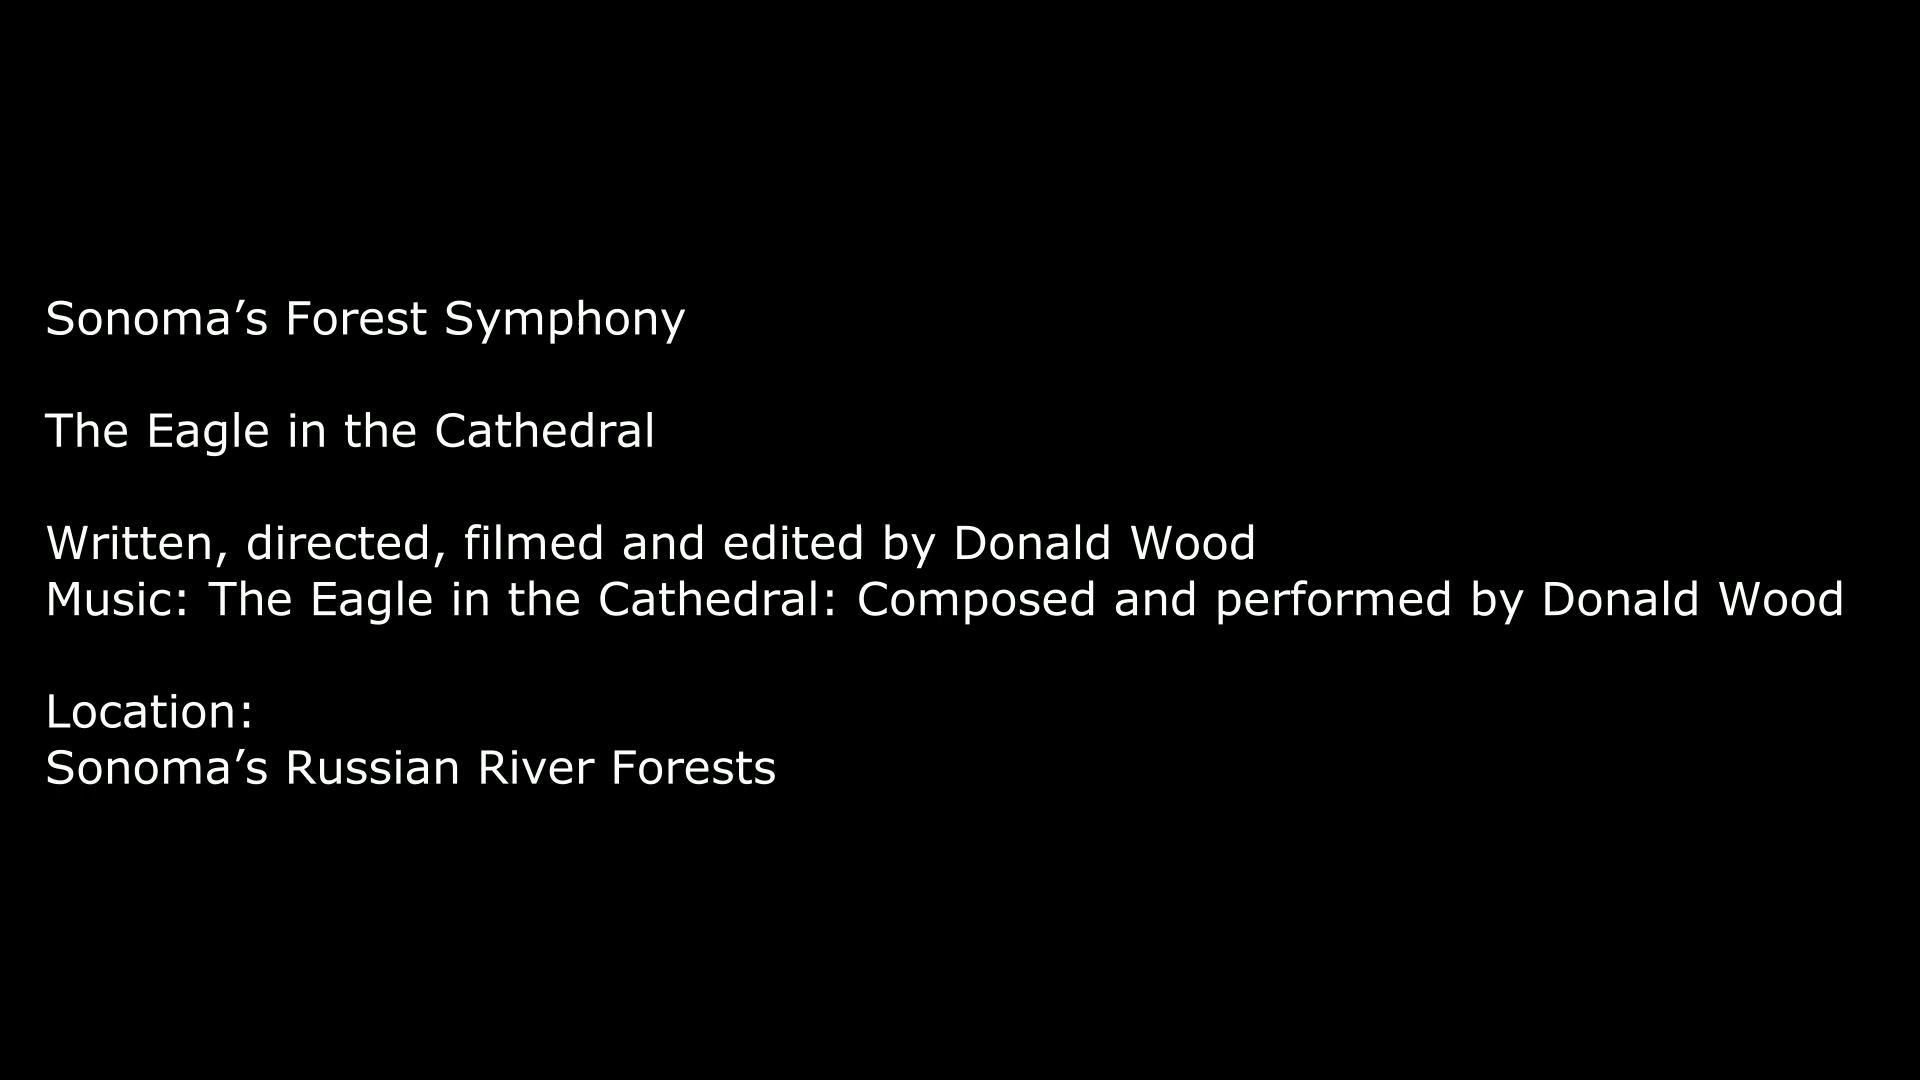 Sonoma’s Forest Symphony
The Eagle in the Cathedral
Written, directed, filmed and edited by Donald Wood
Music: The Eagle in the Cathedral: Composed and performed by Donald Wood
Location:
Sonoma’s Russian River Forests